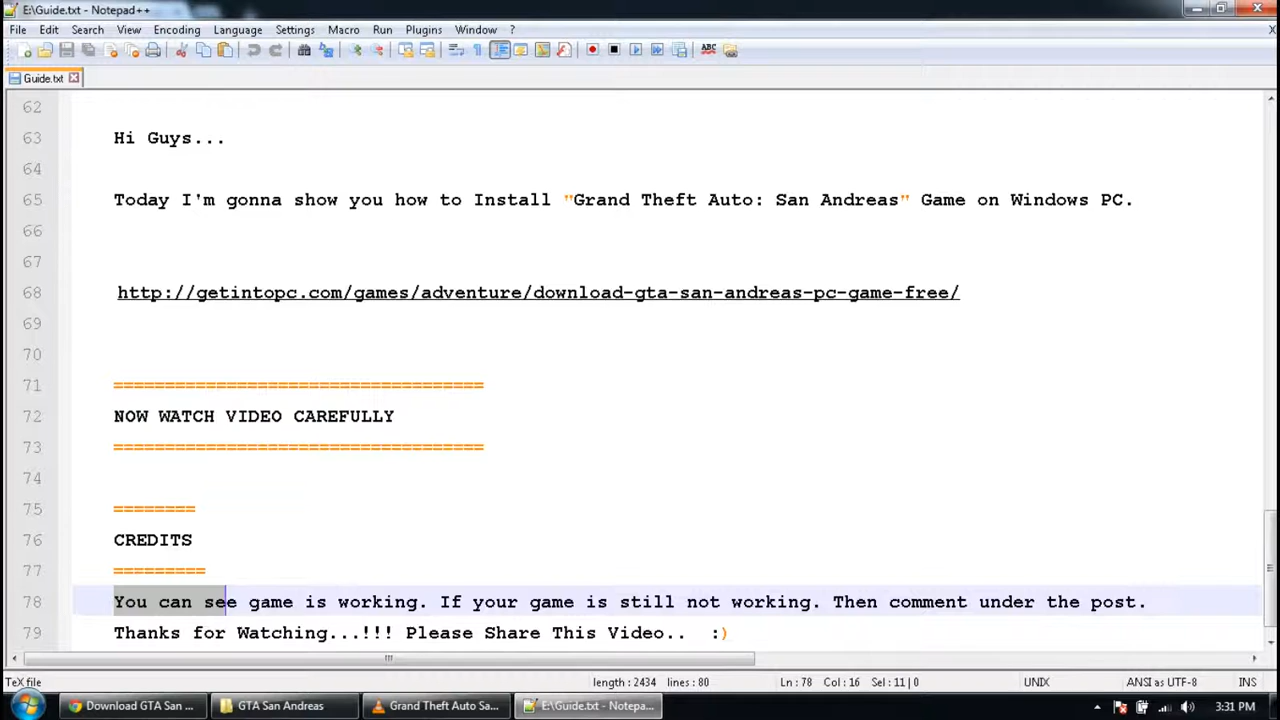 E:\Guide.txt - Notepad++
File Edit Search View Encoding Language Settings Macro Run Plugins Window ? X
ABC
Guide.txt
62
63 Hi Guys...
64
65 Today I'm gonna show you how to Install "Grand Theft Auto: San Andreas" Game on Windows PC.
66
67
68 http://getintopc.com/games/adventure/download-gta-san-andreas-pc-game-free/
69
70
71 =================================
72 NOW WATCH VIDEO CAREFULLY
73 =================================
74
75 ========
76 CREDITS
77 =========
78 You can see game is working. If your game is still not working. Then comment under the post.
79 Thanks for Watching...!!! Please Share This Video.. :)
TeX file length : 2434 lines : 80 Ln : 78 Col : 16 Sel : 11 | 0 UNIX ANSI as UTF-8 INS
Download GTA San ... GTA San Andreas Grand Theft Auto Sa... E:\Guide.txt - Notepa... 3:31 PM